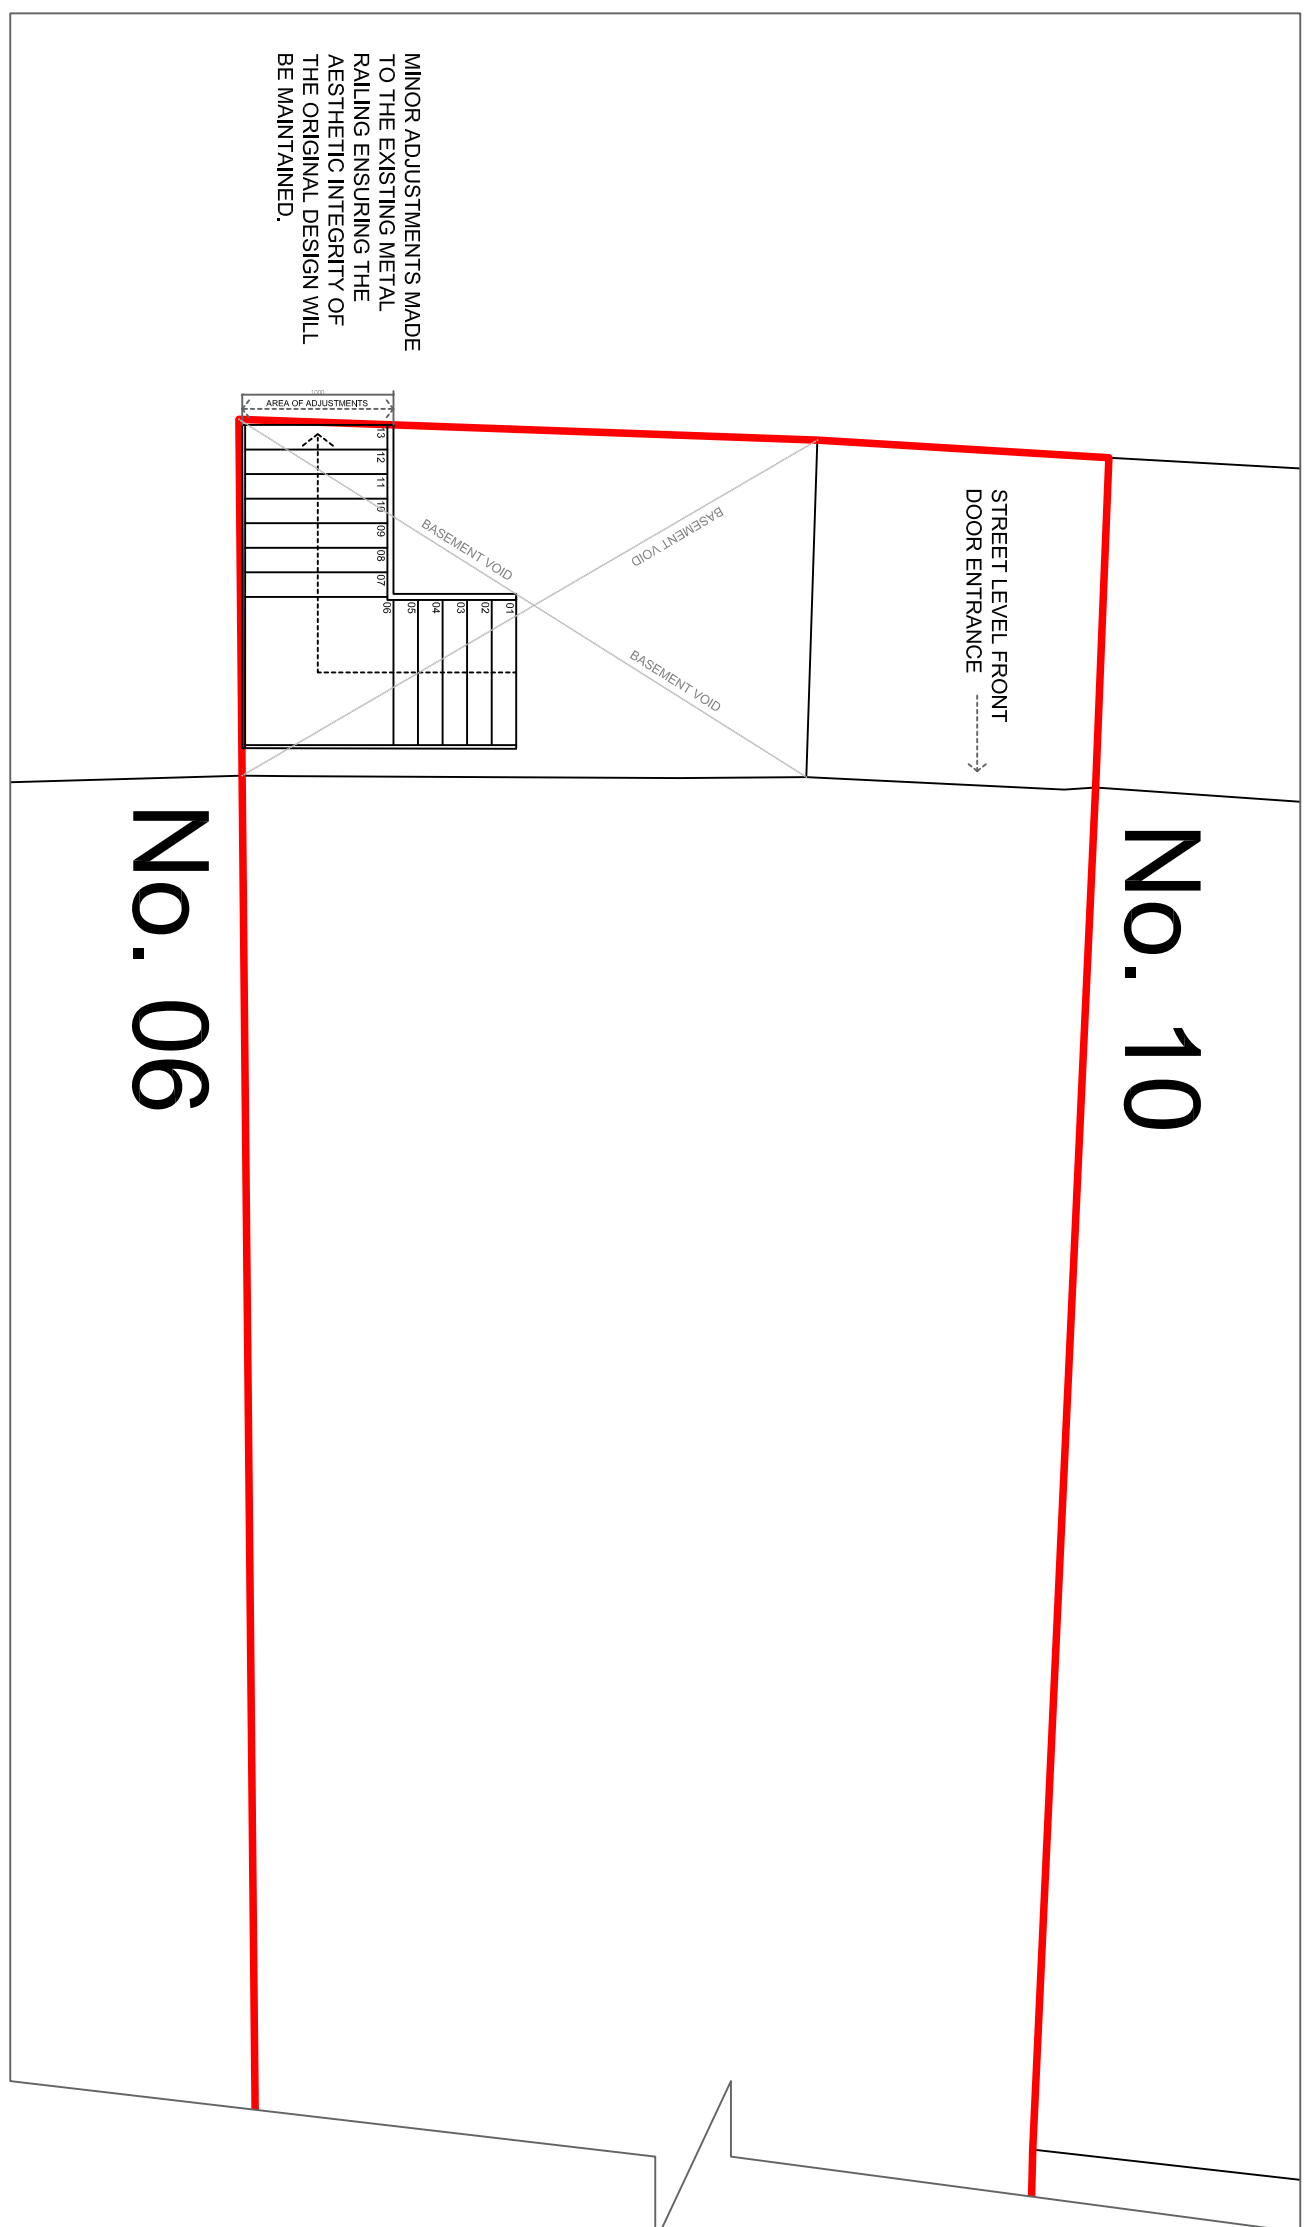 MINOR ADJUSTMENTS MADE
TO THE EXISTING METAL
RAILING ENSURING THE
AESTHETIC INTEGRITY OF
THE ORIGINAL DESIGN WILL
BE MAINTAINED.
1000
AREA OF ADJUSTMENTS
13
12
11
10
09
08
07
06
05
04
03
02
01
BASEMENT VOID
BASEMENT VOID
BASEMENT VOID
STREET LEVEL FRONT
DOOR ENTRANCE
No. 06
No. 10